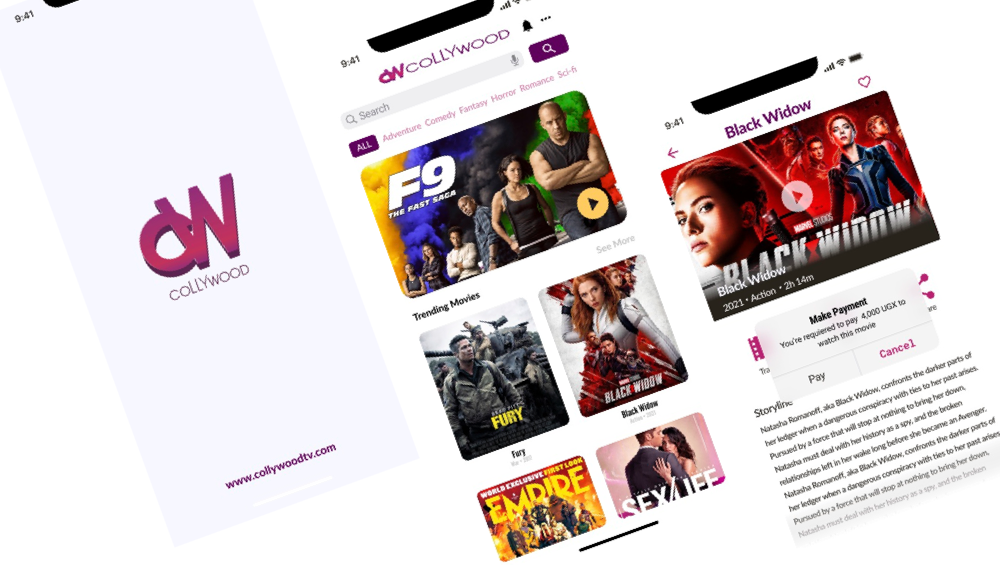 9:41
CW
COLLYWOOD
www.collywoodtv.com
9:41
CW COLLYWOOD
Search
ALL Adventure Comedy Fantasy Horror Romance Sci-fi
F9
THE FAST SAGA
See More
Trending Movies
FURY
Fury
MARVEL STUDIOS
BLACK WIDOW
Black Widow
WORLD EXCLUSIVE FIRST LOOK
EMPIRE
SEX/LIFE
9:41
Black Widow
MARVEL STUDIOS
BLACK WIDOW
Black Widow
2021 • Action • 2h 14m
Make Payment
You're requiered to pay 4,000 UGX to
watch this movie
Pay
Cancel
Tra
are
Storyline
Natasha Romanoff, aka Black Widow, confronts the darker parts of
her ledger when a dangerous conspiracy with ties to her past arises.
Pursued by a force that will stop at nothing to bring her down,
Natasha must deal with her history as a spy, and the broken
relationships left in her wake long before she became an Avenger.
Natasha Romanoff, aka Black Widow, confronts the darker parts of
her ledger when a dangerous conspiracy with ties to her past arises.
Pursued by a force that will stop at nothing to bring her down,
Natasha must deal with her history as a spy, and the broken